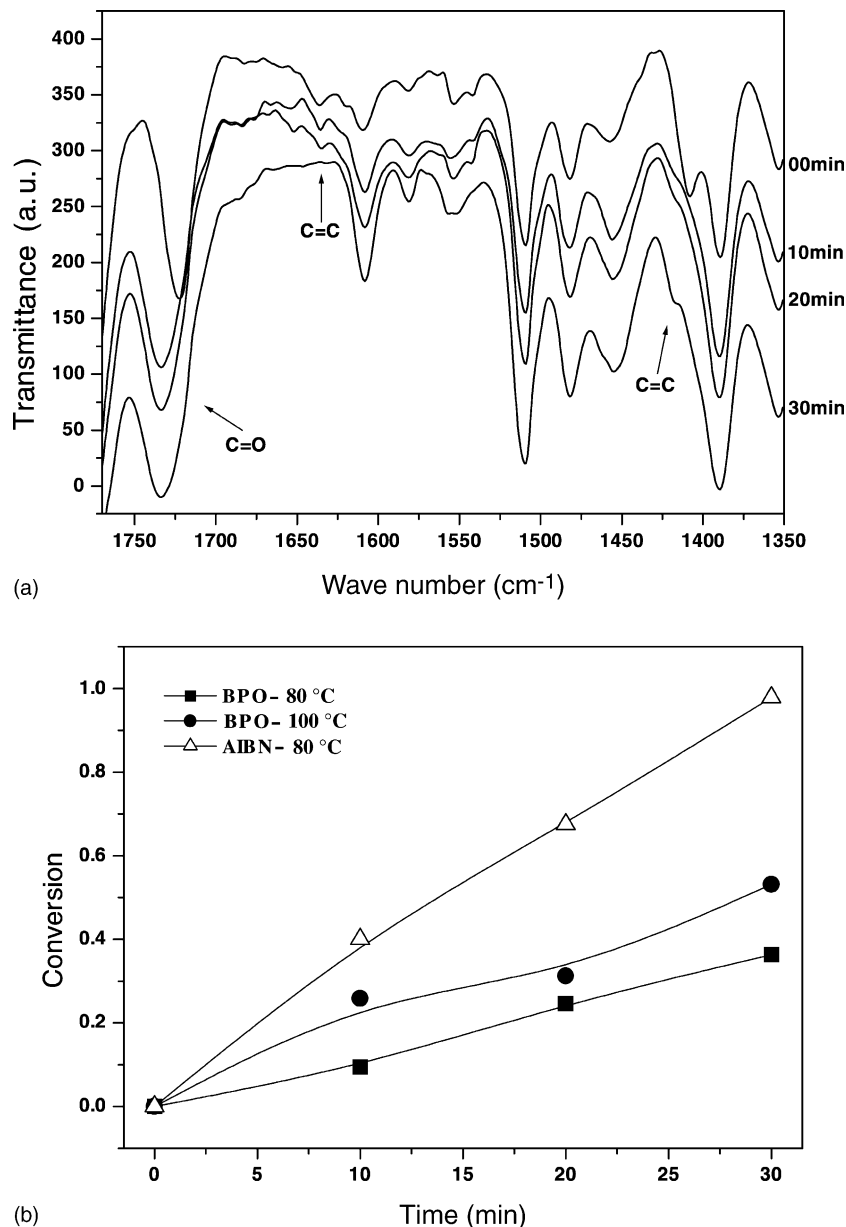 400
350
300
250
200
150
100
50
0
Transmittance (a.u.)
C=C
C=O
C=C
00min
10min
20min
30min
1750 1700 1650 1600 1550 1500 1450 1400 1350
Wave number (cm-1)
(a)
1.0
0.8
0.6
0.4
0.2
0.0
Conversion
BPO– 80 °C
BPO– 100 °C
AIBN– 80 °C
0 5 10 15 20 25 30
Time (min)
(b)